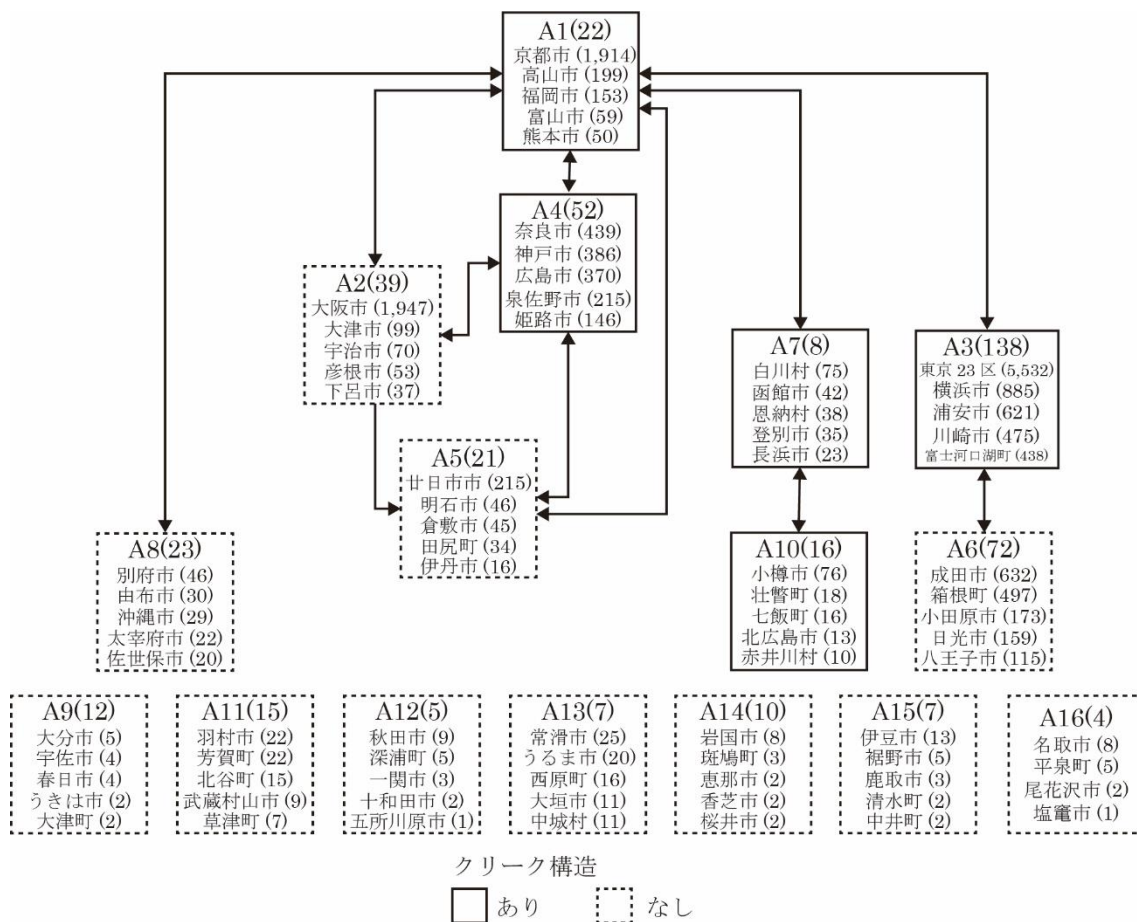 A1(22)
京都市 (1,914)
高山市 (199)
福岡市 (153)
富山市 (59)
熊本市 (50)
A4(52)
奈良市 (439)
神戸市 (386)
広島市 (370)
泉佐野市 (215)
姫路市 (146)
A2(39)
大阪市 (1,947)
大津市 (99)
宇治市 (70)
彦根市 (53)
下呂市 (37)
A7(8)
白川村 (75)
函館市 (42)
恩納村 (38)
登別市 (35)
長浜市 (23)
A3(138)
東京 23 区 (5,532)
横浜市 (885)
浦安市 (621)
川崎市 (475)
富士河口湖町 (438)
A5(21)
廿日市市 (215)
明石市 (46)
倉敷市 (45)
田尻町 (34)
伊丹市 (16)
A8(23)
別府市 (46)
由布市 (30)
沖縄市 (29)
太宰府市 (22)
佐世保市 (20)
A10(16)
小樽市 (76)
壮瞥町 (18)
七飯町 (16)
北広島市 (13)
赤井川村 (10)
A6(72)
成田市 (632)
箱根町 (497)
小田原市 (173)
日光市 (159)
八王子市 (115)
A9(12)
大分市 (5)
宇佐市 (4)
春日市 (4)
うきは市 (2)
大津町 (2)
A11(15)
羽村市 (22)
芳賀町 (22)
北谷町 (15)
武蔵村山市 (9)
草津町 (7)
A12(5)
秋田市 (9)
深浦町 (5)
一関市 (3)
十和田市 (2)
五所川原市 (1)
A13(7)
常滑市 (25)
うるま市 (20)
西原町 (16)
大垣市 (11)
中城村 (11)
A14(10)
岩国市 (8)
斑鳩町 (3)
恵那市 (2)
香芝市 (2)
桜井市 (2)
A15(7)
伊豆市 (13)
裾野市 (5)
鹿取市 (3)
清水町 (2)
中井町 (2)
A16(4)
名取市 (8)
平泉町 (5)
尾花沢市 (2)
塩竈市 (1)
クリーク構造
あり
なし